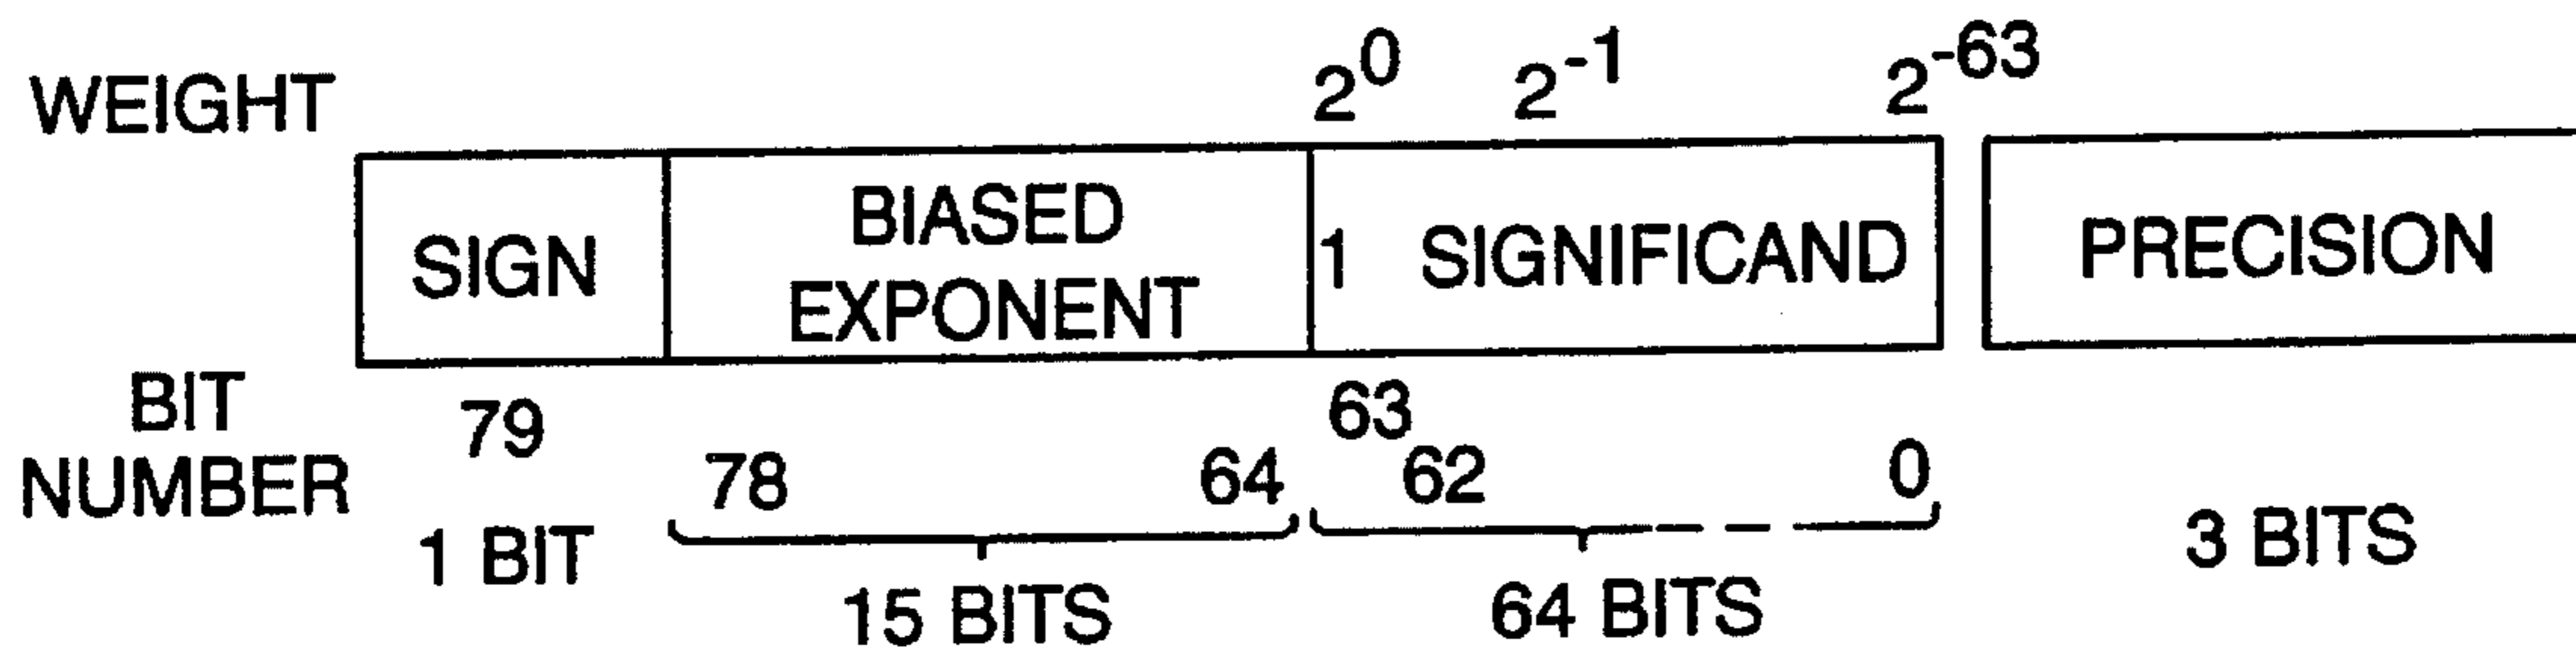 WEIGHT 2^0 2^-1 2^-63
SIGN BIASED EXPONENT 1 SIGNIFICAND PRECISION
BIT NUMBER 79 78 64 63 62 0
1 BIT 15 BITS 64 BITS 3 BITS